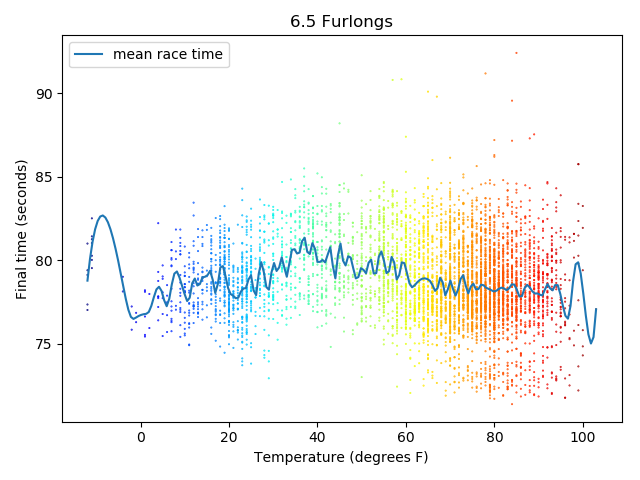 6.5 Furlongs
mean race time
Final time (seconds)
90
85
80
75
0 20 40 60 80 100
Temperature (degrees F)